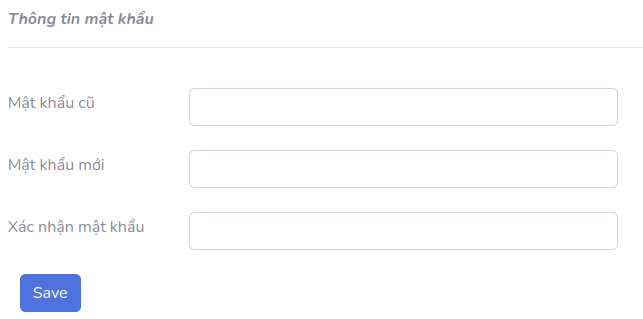 Thông tin mật khẩu
Mật khẩu cũ
Mật khẩu mới
Xác nhận mật khẩu
Save